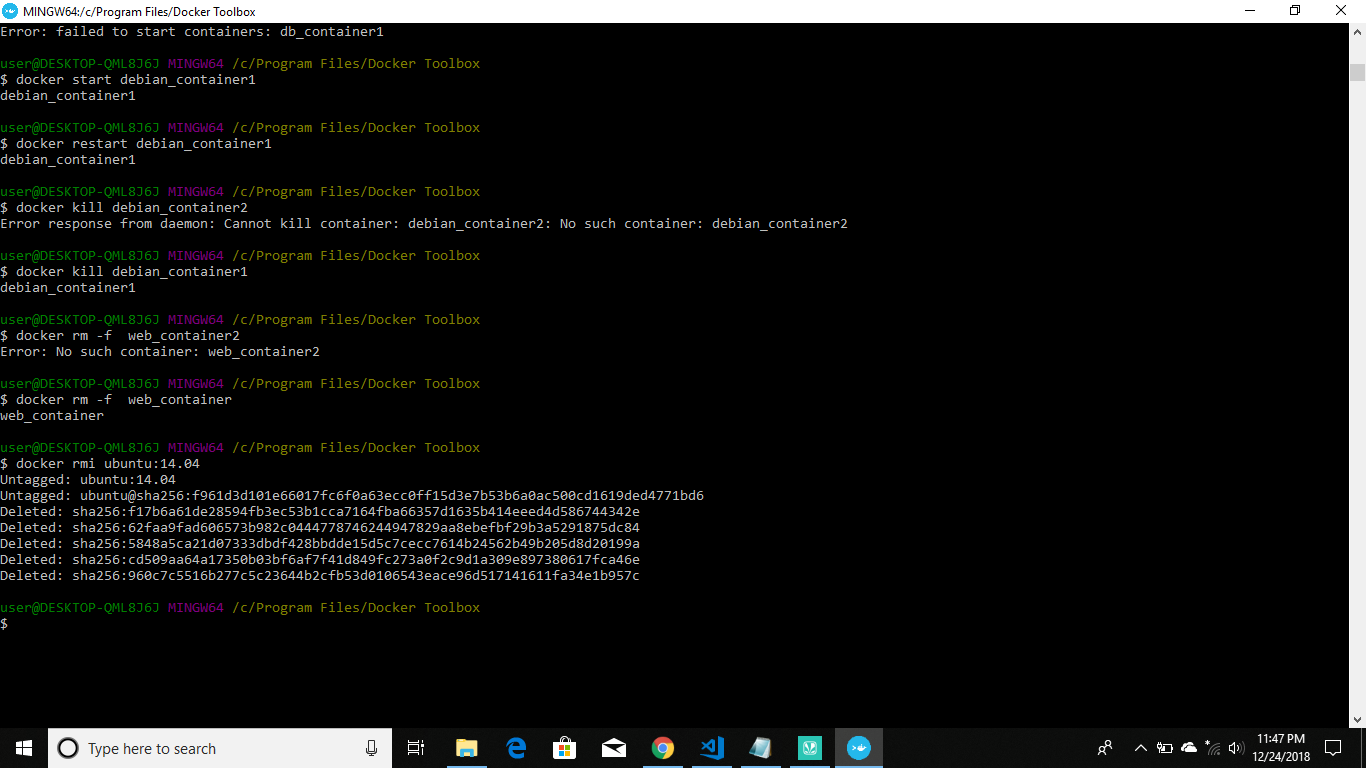 MINGW64:/c/Program Files/Docker Toolbox
Error: failed to start containers: db_container1
user@DESKTOP-QML8J6J MINGW64 /c/Program Files/Docker Toolbox
$ docker start debian_container1
debian_container1
user@DESKTOP-QML8J6J MINGW64 /c/Program Files/Docker Toolbox
$ docker restart debian_container1
debian_container1
user@DESKTOP-QML8J6J MINGW64 /c/Program Files/Docker Toolbox
$ docker kill debian_container2
Error response from daemon: Cannot kill container: debian_container2: No such container: debian_container2
user@DESKTOP-QML8J6J MINGW64 /c/Program Files/Docker Toolbox
$ docker kill debian_container1
debian_container1
user@DESKTOP-QML8J6J MINGW64 /c/Program Files/Docker Toolbox
$ docker rm -f  web_container2
Error: No such container: web_container2
user@DESKTOP-QML8J6J MINGW64 /c/Program Files/Docker Toolbox
$ docker rm -f  web_container
web_container
user@DESKTOP-QML8J6J MINGW64 /c/Program Files/Docker Toolbox
$ docker rmi ubuntu:14.04
Untagged: ubuntu:14.04
Untagged: ubuntu@sha256:f961d3d101e66017fc6f0a63ecc0ff15d3e7b53b6a0ac500cd1619ded4771bd6
Deleted: sha256:f17b6a61de28594fb3ec53b1cca7164fba66357d1635b414eeed4d586744342e
Deleted: sha256:62faa9fad606573b982c0444778746244947829aa8ebefbf29b3a5291875dc84
Deleted: sha256:5848a5ca21d07333dbdf428bbdde15d5c7cecc7614b24562b49b205d8d20199a
Deleted: sha256:cd509aa64a17350b03bf6af7f41d849fc273a0f2c9d1a309e897380617fca46e
Deleted: sha256:960c7c5516b277c5c23644b2cfb53d0106543eace96d517141611fa34e1b957c
user@DESKTOP-QML8J6J MINGW64 /c/Program Files/Docker Toolbox
$
Type here to search
11:47 PM
12/24/2018